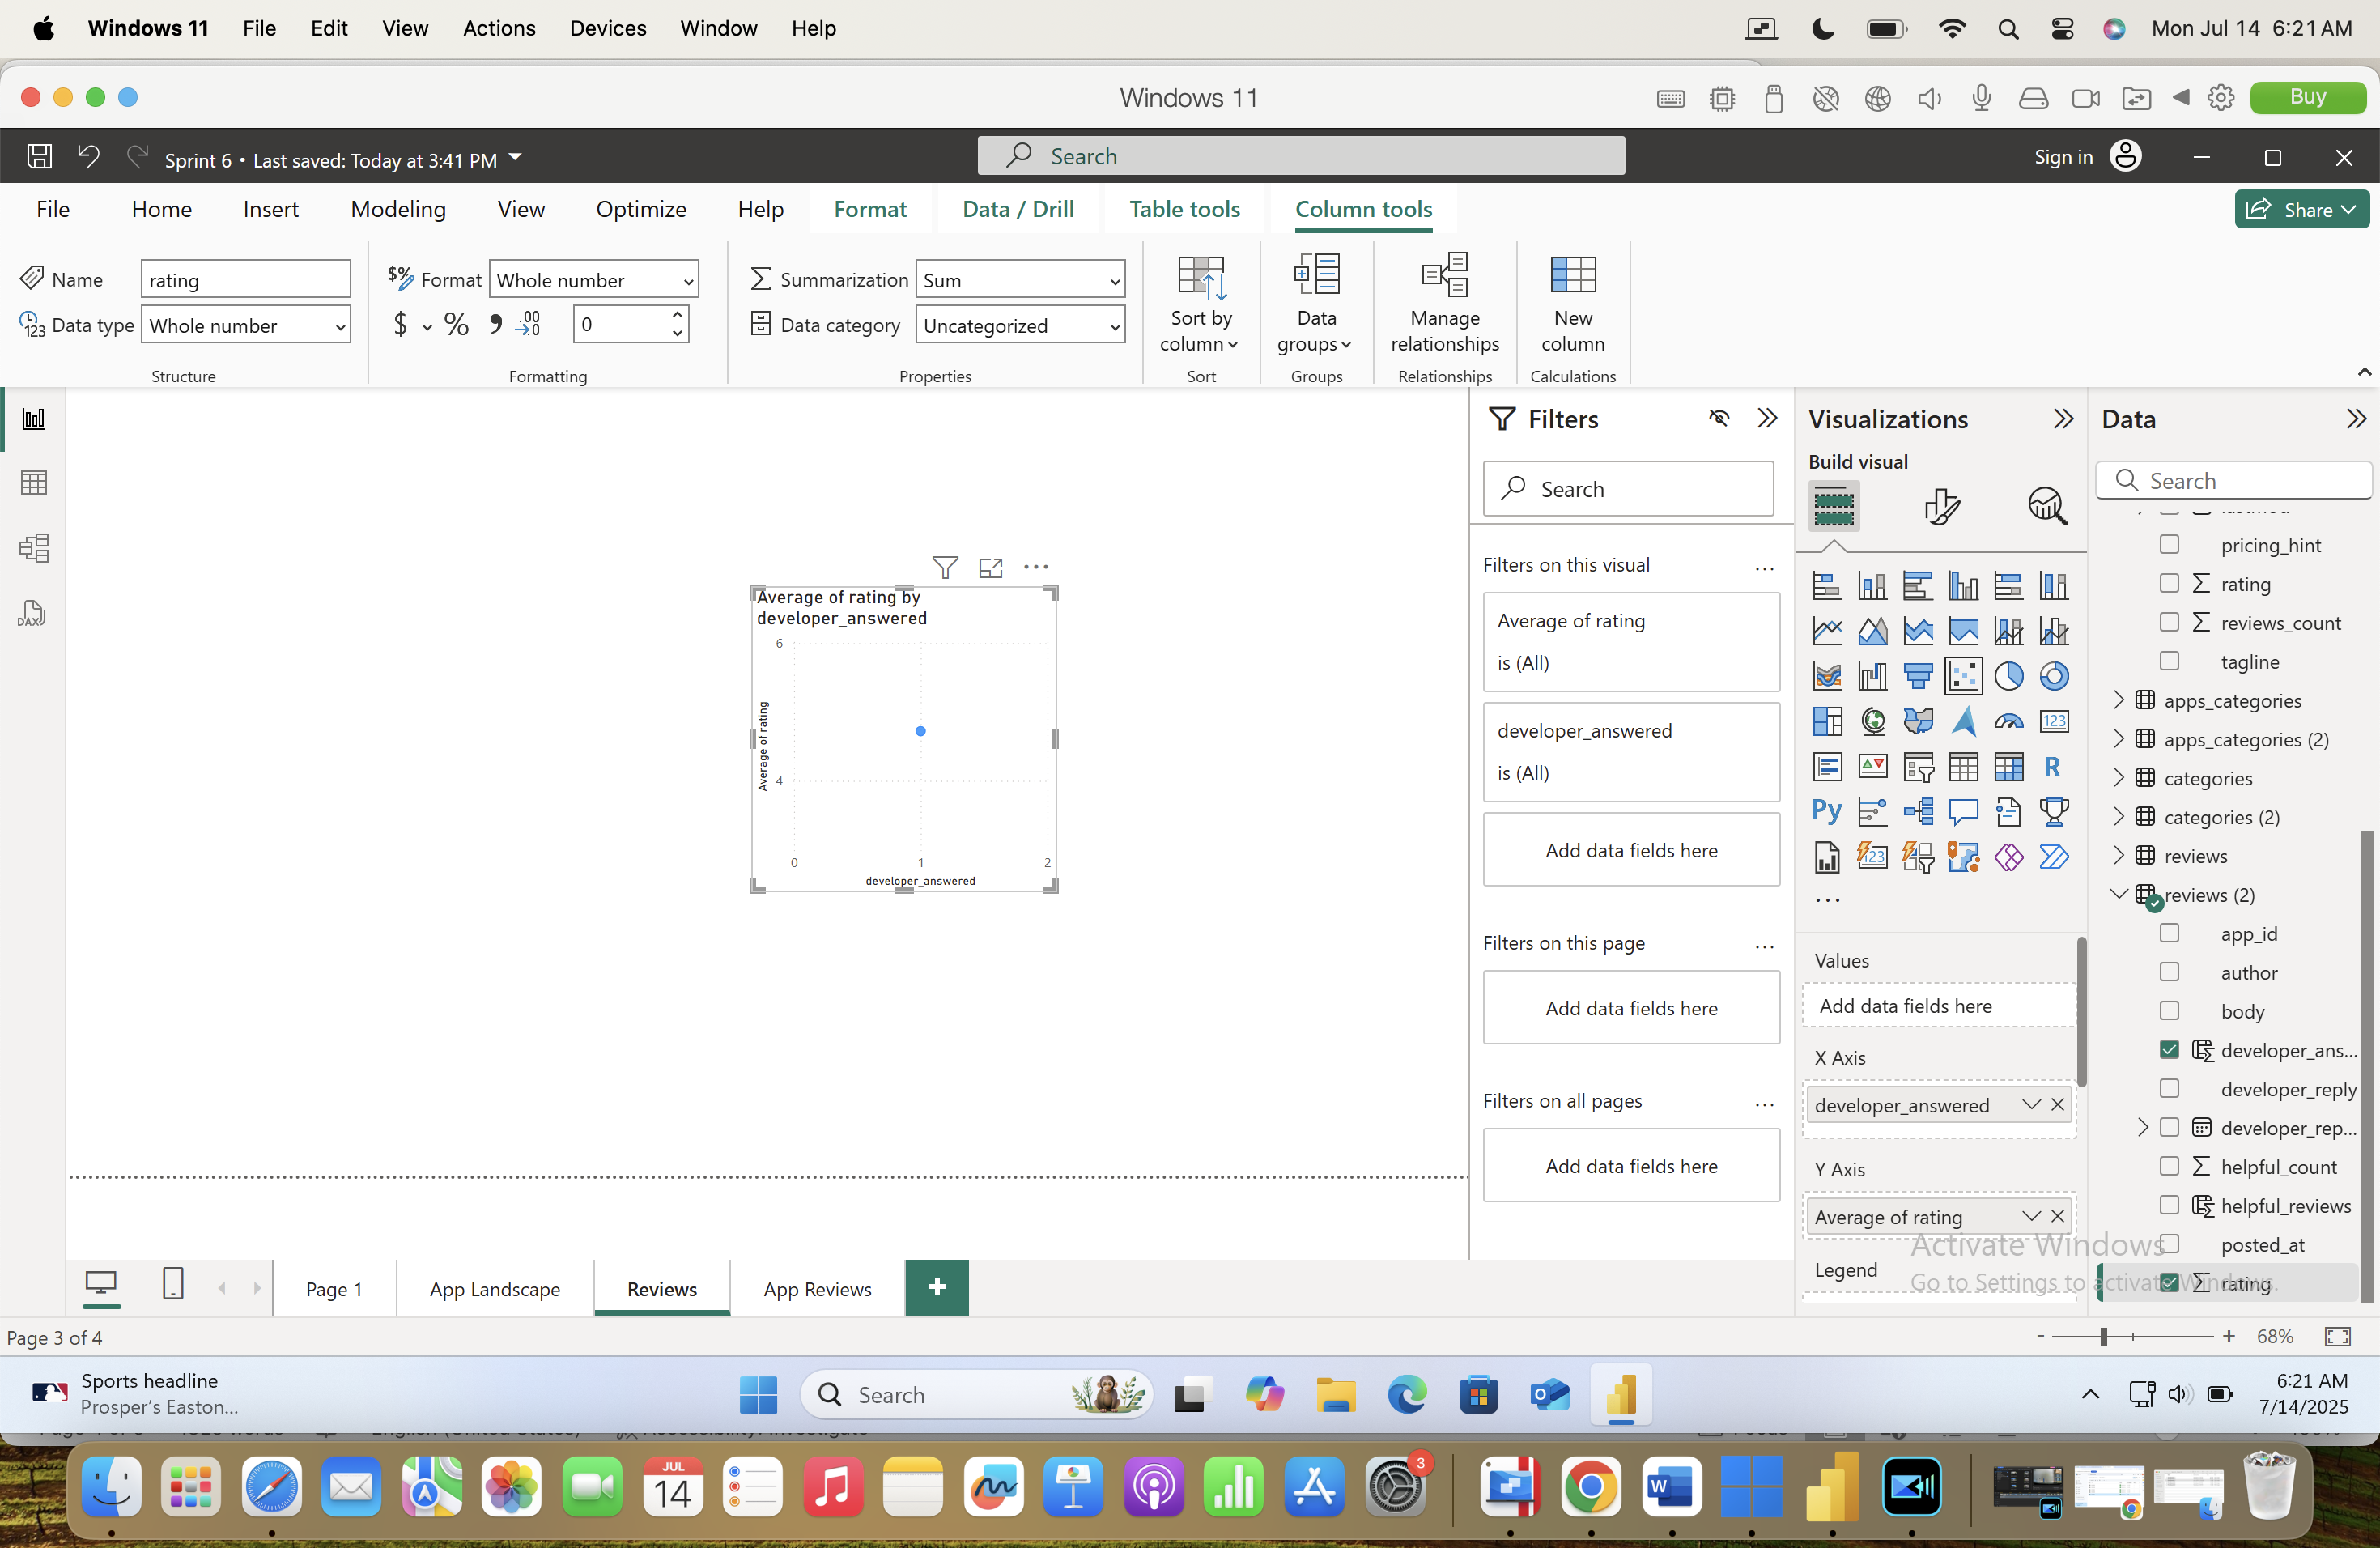 Windows 11 File Edit View Actions Devices Window Help Mon Jul 14 6:21 AM
Windows 11 Buy
Sprint 6 • Last saved: Today at 3:41 PM Search Sign in
File Home Insert Modeling View Optimize Help Format Data / Drill Table tools Column tools Share
Name rating $% Format Whole number Summarization Sum
123 Data type Whole number $ % 0 Data category Uncategorized
Sort by column
Data groups
Manage relationships
New column
Structure Formatting Properties Sort Groups Relationships Calculations
DAX
Average of rating by
developer_answered
6
4
Average of rating
0 1 2
developer_answered
Filters
Search
Filters on this visual ...
Average of rating
is (All)
developer_answered
is (All)
Add data fields here
Filters on this page ...
Add data fields here
Filters on all pages ...
Add data fields here
Visualizations
Build visual
123
R
Py
123
...
Values
Add data fields here
X Axis
developer_answered
Y Axis
Average of rating
Legend
Data
Search
pricing_hint
rating
reviews_count
tagline
apps_categories
apps_categories (2)
categories
categories (2)
reviews
reviews (2)
app_id
author
body
developer_ans...
developer_reply
developer_rep...
helpful_count
helpful_reviews
posted_at
rating
Activate Windows
Go to Settings to activate Windows.
Page 1 App Landscape Reviews App Reviews +
Page 3 of 4 - + 68%
Sports headline
Prosper's Easton...
Search
6:21 AM
7/14/2025
JUL
14
3
W